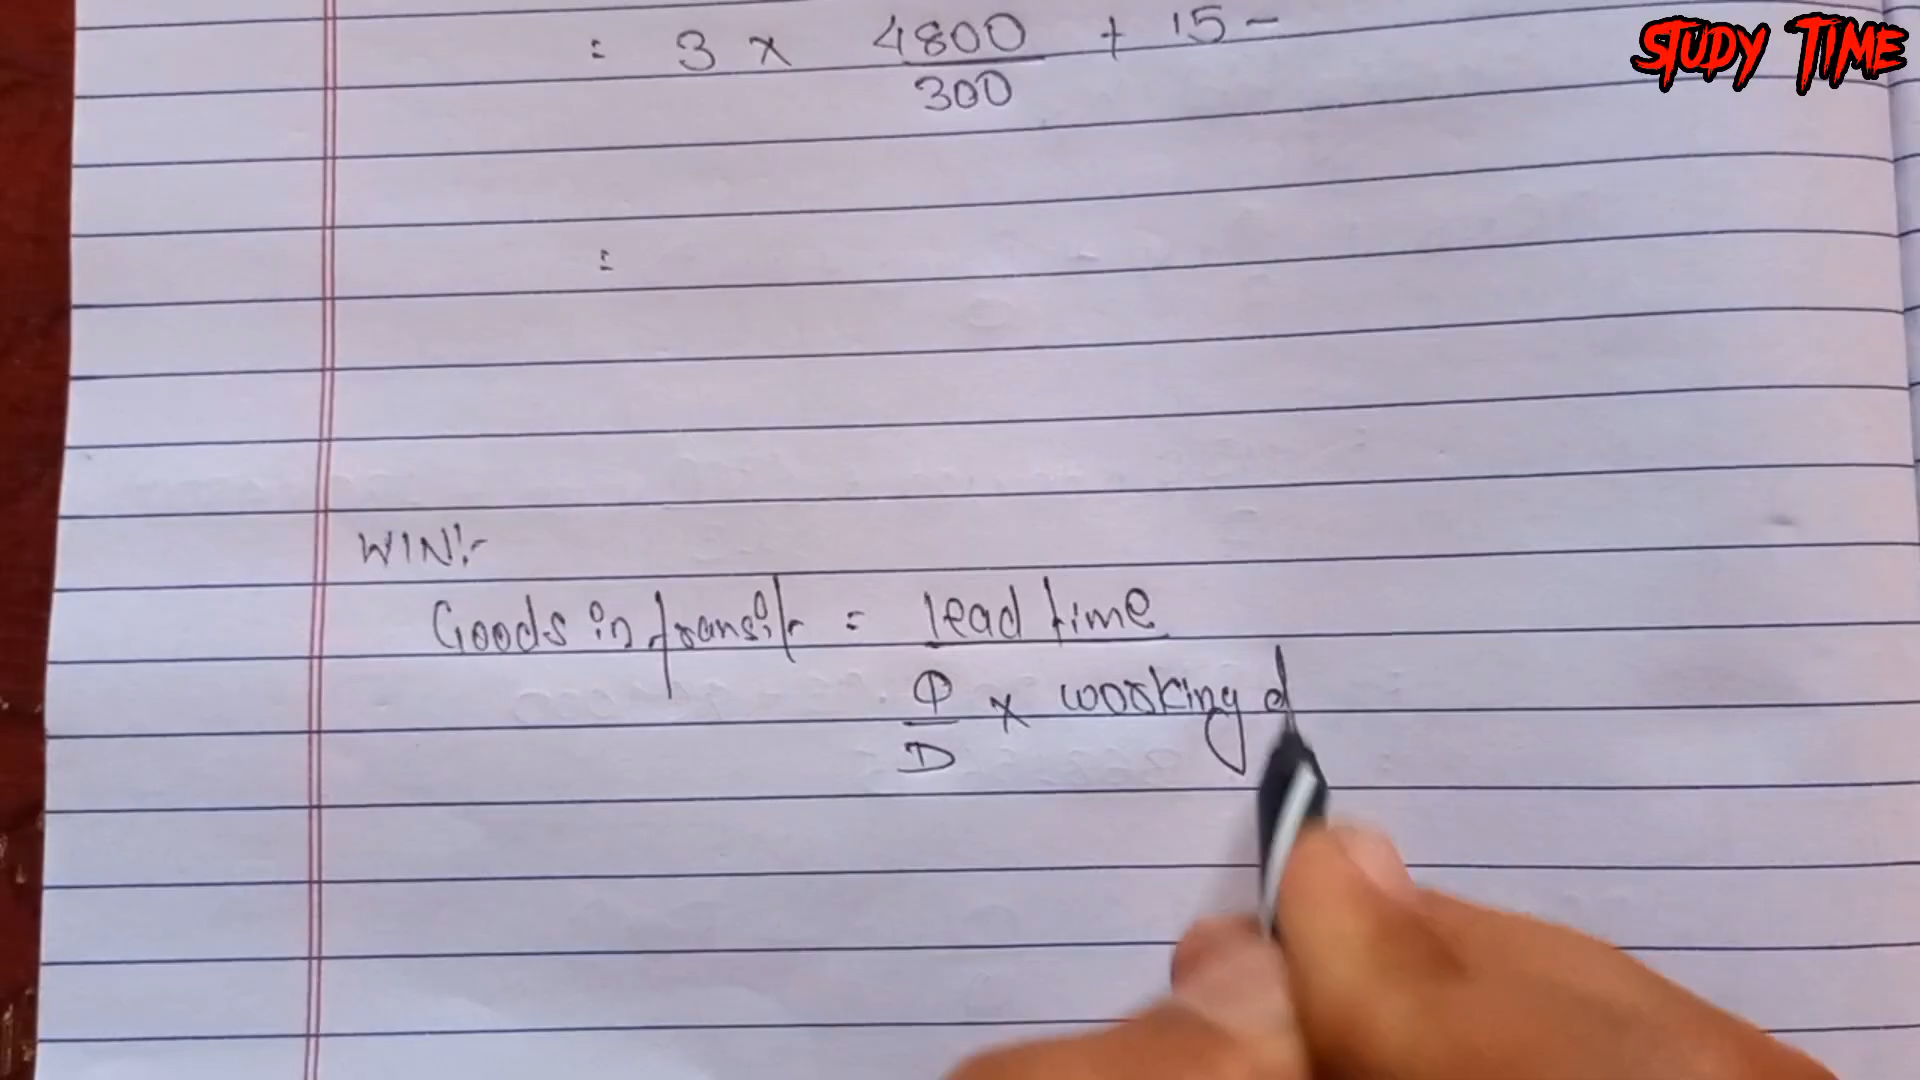 STUDY TIME
= 3 x 4800 + 15 -
300
=
WIN:-
Goods in transit = lead time
Q x working d
D